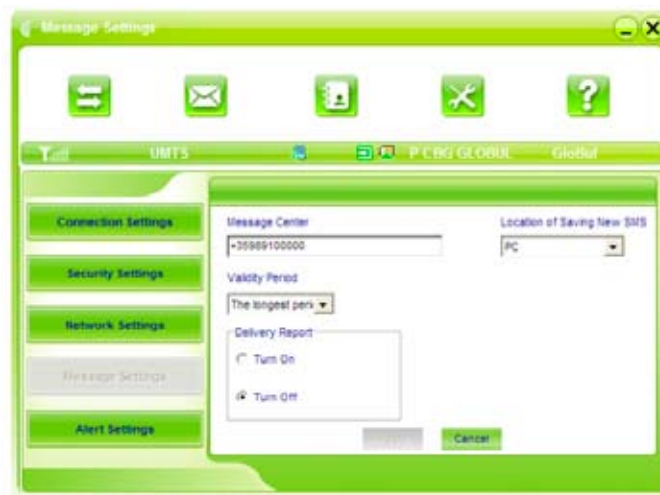 Message Settings
UMTS P CBG GLOBUL GloBul
Connection Settings
Security Settings
Network Settings
Message Settings
Alert Settings
Message Center
+35989100000
Location of Saving New SMS
PC
Validity Period
The longest peri
Delivery Report
Turn On
Turn Off
Cancel